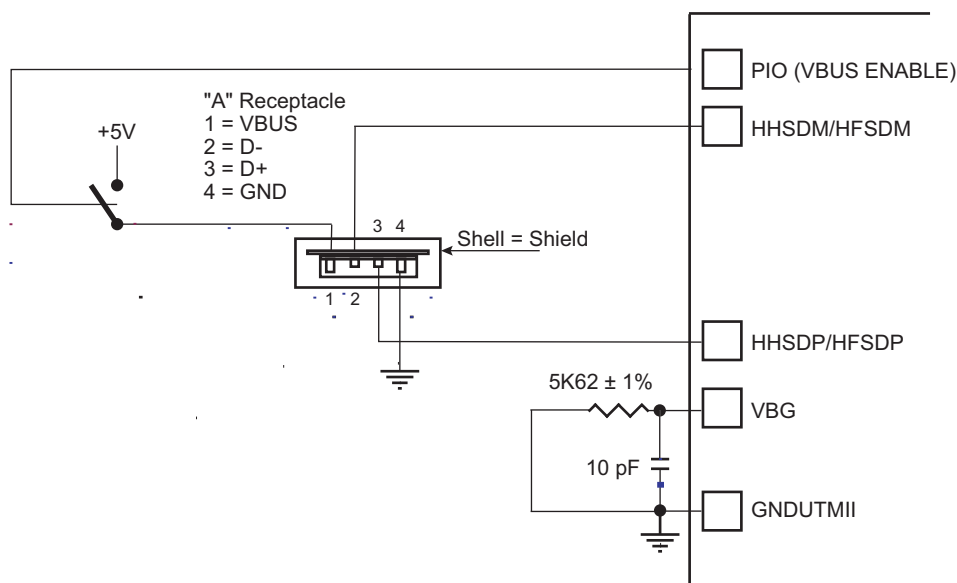 PIO (VBUS ENABLE)
"A" Receptacle
1 = VBUS
2 = D-
3 = D+
4 = GND
+5V
HHSDM/HFSDM
3 4
Shell = Shield
1 2
HHSDP/HFSDP
5K62 ± 1%
VBG
10 pF
GNDUTMII